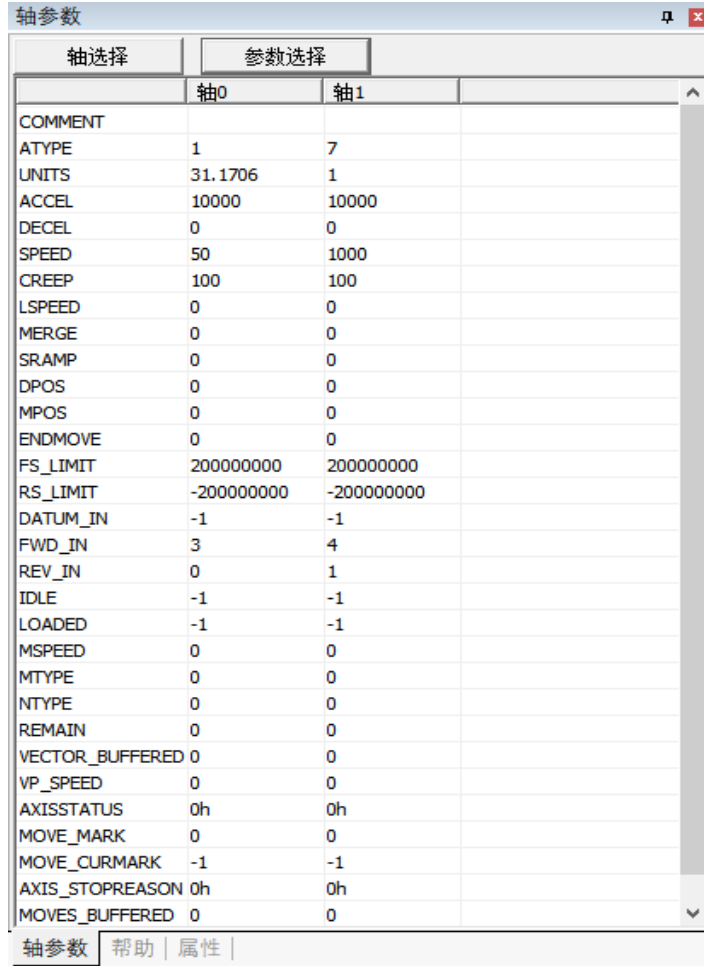 轴参数
轴选择 参数选择
轴0 轴1
COMMENT
ATYPE 1 7
UNITS 31.1706 1
ACCEL 10000 10000
DECEL 0 0
SPEED 50 1000
CREEP 100 100
LSPEED 0 0
MERGE 0 0
SRAMP 0 0
DPOS 0 0
MPOS 0 0
ENDMOVE 0 0
FS_LIMIT 200000000 200000000
RS_LIMIT -200000000 -200000000
DATUM_IN -1 -1
FWD_IN 3 4
REV_IN 0 1
IDLE -1 -1
LOADED -1 -1
MSPEED 0 0
MTYPE 0 0
NTYPE 0 0
REMAIN 0 0
VECTOR_BUFFERED 0 0
VP_SPEED 0 0
AXISSTATUS 0h 0h
MOVE_MARK 0 0
MOVE_CURMARK -1 -1
AXIS_STOPREASON 0h 0h
MOVES_BUFFERED 0 0
轴参数 帮助 属性